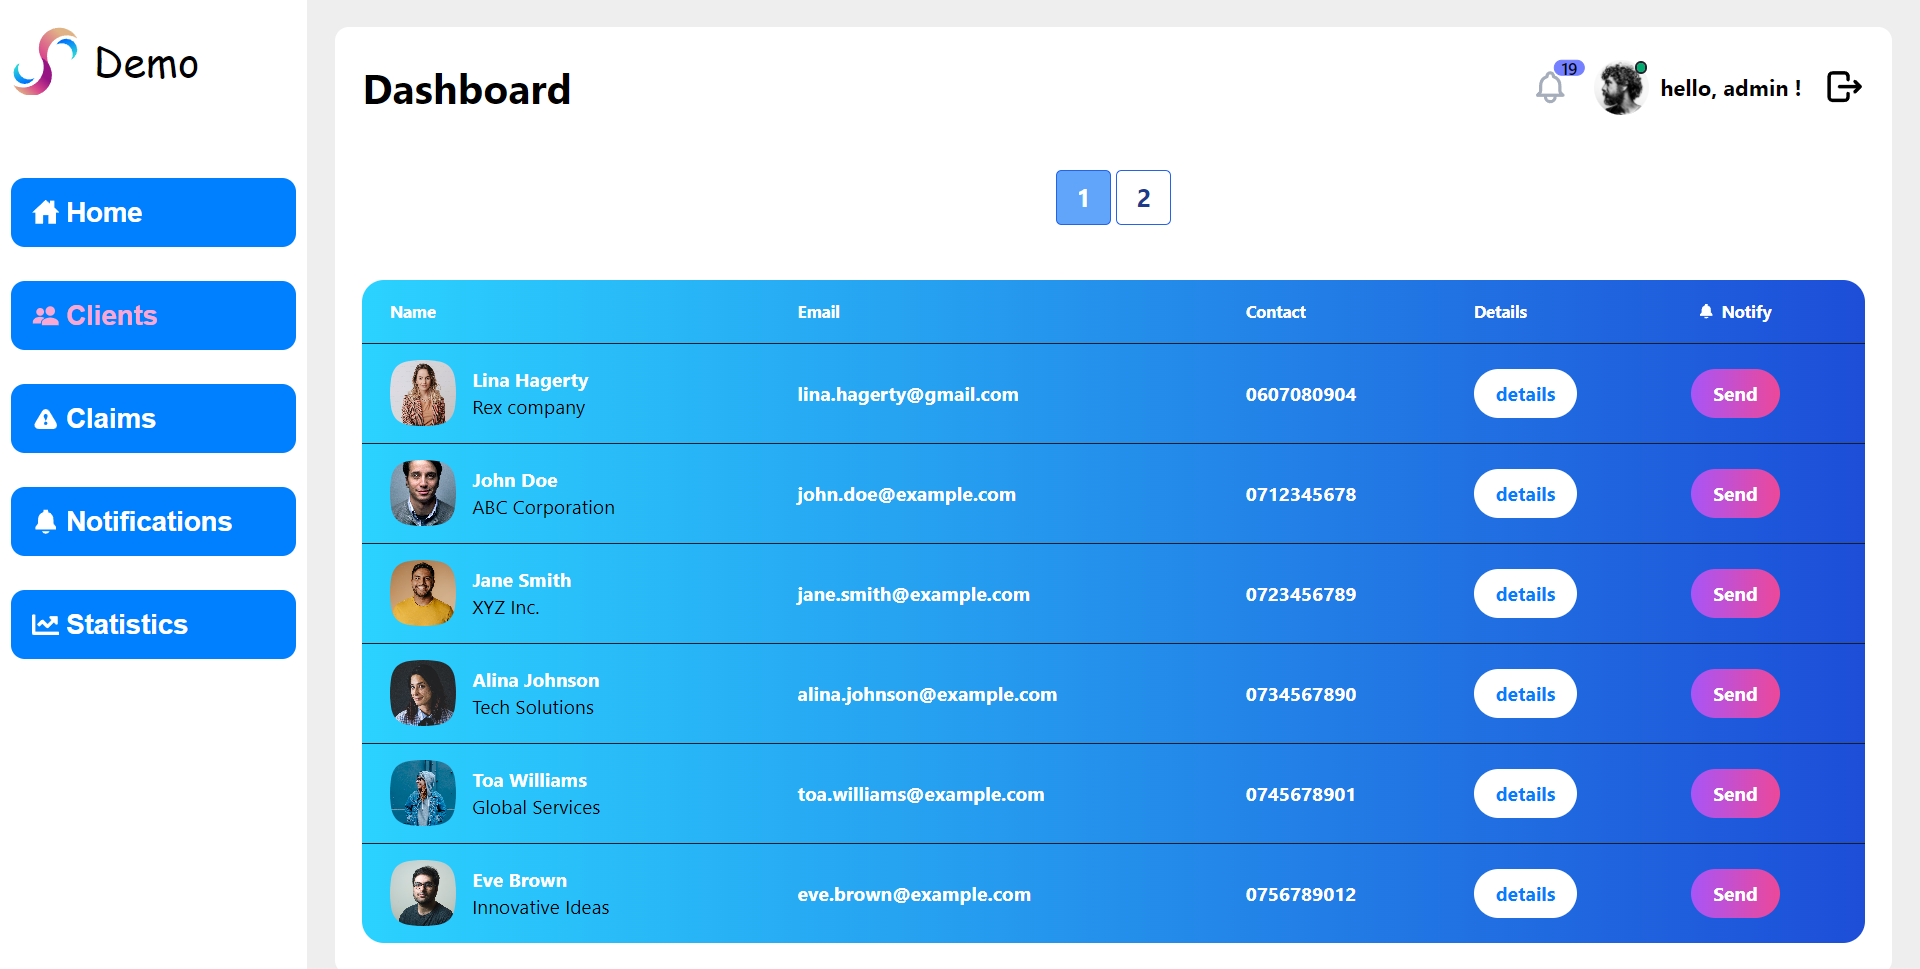 Demo
Home
Clients
Claims
Notifications
Statistics
Dashboard
19
hello, admin !
1 2
Name Email Contact Details Notify
Lina Hagerty
Rex company
lina.hagerty@gmail.com 0607080904 details Send
John Doe
ABC Corporation
john.doe@example.com 0712345678 details Send
Jane Smith
XYZ Inc.
jane.smith@example.com 0723456789 details Send
Alina Johnson
Tech Solutions
alina.johnson@example.com 0734567890 details Send
Toa Williams
Global Services
toa.williams@example.com 0745678901 details Send
Eve Brown
Innovative Ideas
eve.brown@example.com 0756789012 details Send